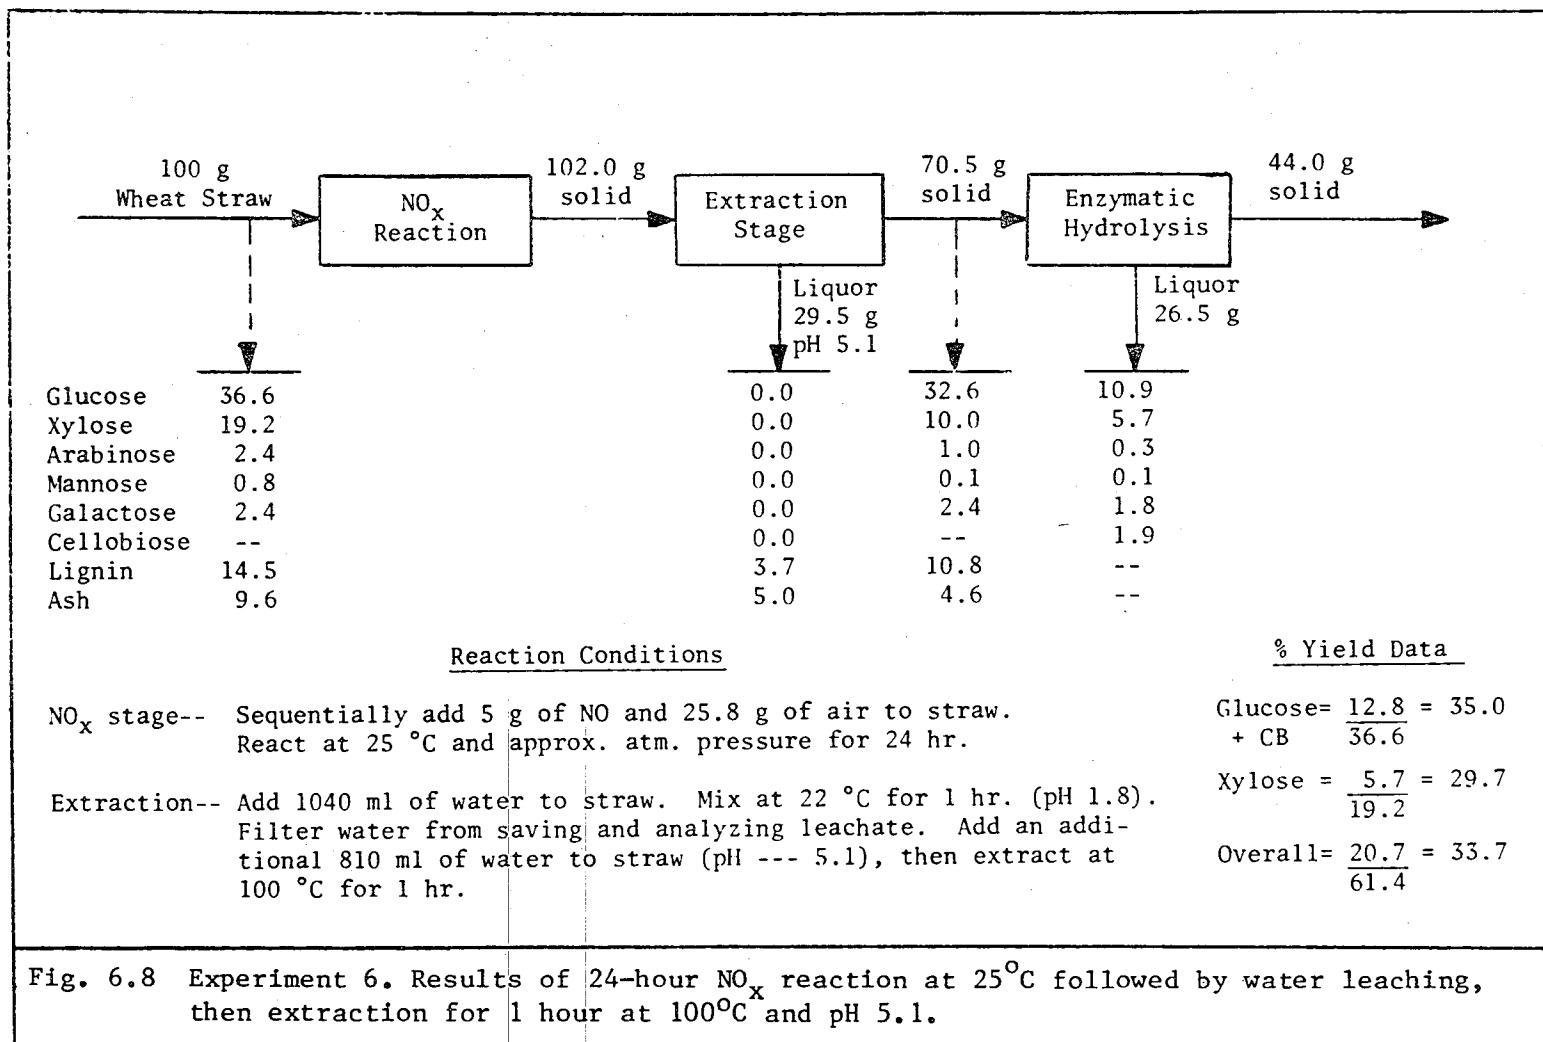 100 g
Wheat Straw
NOx
Reaction
102.0 g
solid
Extraction
Stage
70.5 g
solid
Enzymatic
Hydrolysis
44.0 g
solid
Liquor
29.5 g
pH 5.1
Liquor
26.5 g
Glucose 36.6 0.0 32.6 10.9
Xylose 19.2 0.0 10.0 5.7
Arabinose 2.4 0.0 1.0 0.3
Mannose 0.8 0.0 0.1 0.1
Galactose 2.4 0.0 2.4 1.8
Cellobiose -- 0.0 -- 1.9
Lignin 14.5 3.7 10.8 --
Ash 9.6 5.0 4.6 --
Reaction Conditions
NOx stage-- Sequentially add 5 g of NO and 25.8 g of air to straw.
React at 25 °C and approx. atm. pressure for 24 hr.
Extraction-- Add 1040 ml of water to straw. Mix at 22 °C for 1 hr. (pH 1.8).
Filter water from saving and analyzing leachate. Add an addi-
tional 810 ml of water to straw (pH --- 5.1), then extract at
100 °C for 1 hr.
% Yield Data
Glucose= 12.8 = 35.0
+ CB 36.6
Xylose = 5.7 = 29.7
19.2
Overall= 20.7 = 33.7
61.4
Fig. 6.8 Experiment 6. Results of 24-hour NOx reaction at 25°C followed by water leaching,
then extraction for 1 hour at 100°C and pH 5.1.